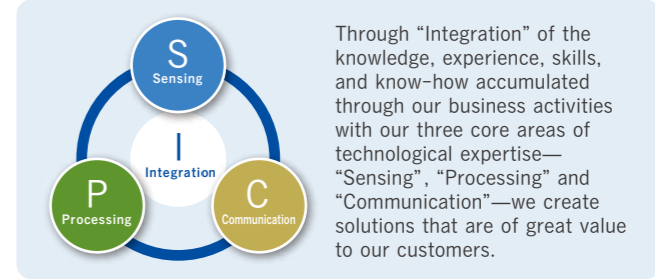 S
Sensing
I
Integration
P
Processing
C
Communication
Through “Integration” of the
knowledge, experience, skills,
and know-how accumulated
through our business activities
with our three core areas of
technological expertise—
“Sensing”, “Processing” and
“Communication”—we create
solutions that are of great value
to our customers.